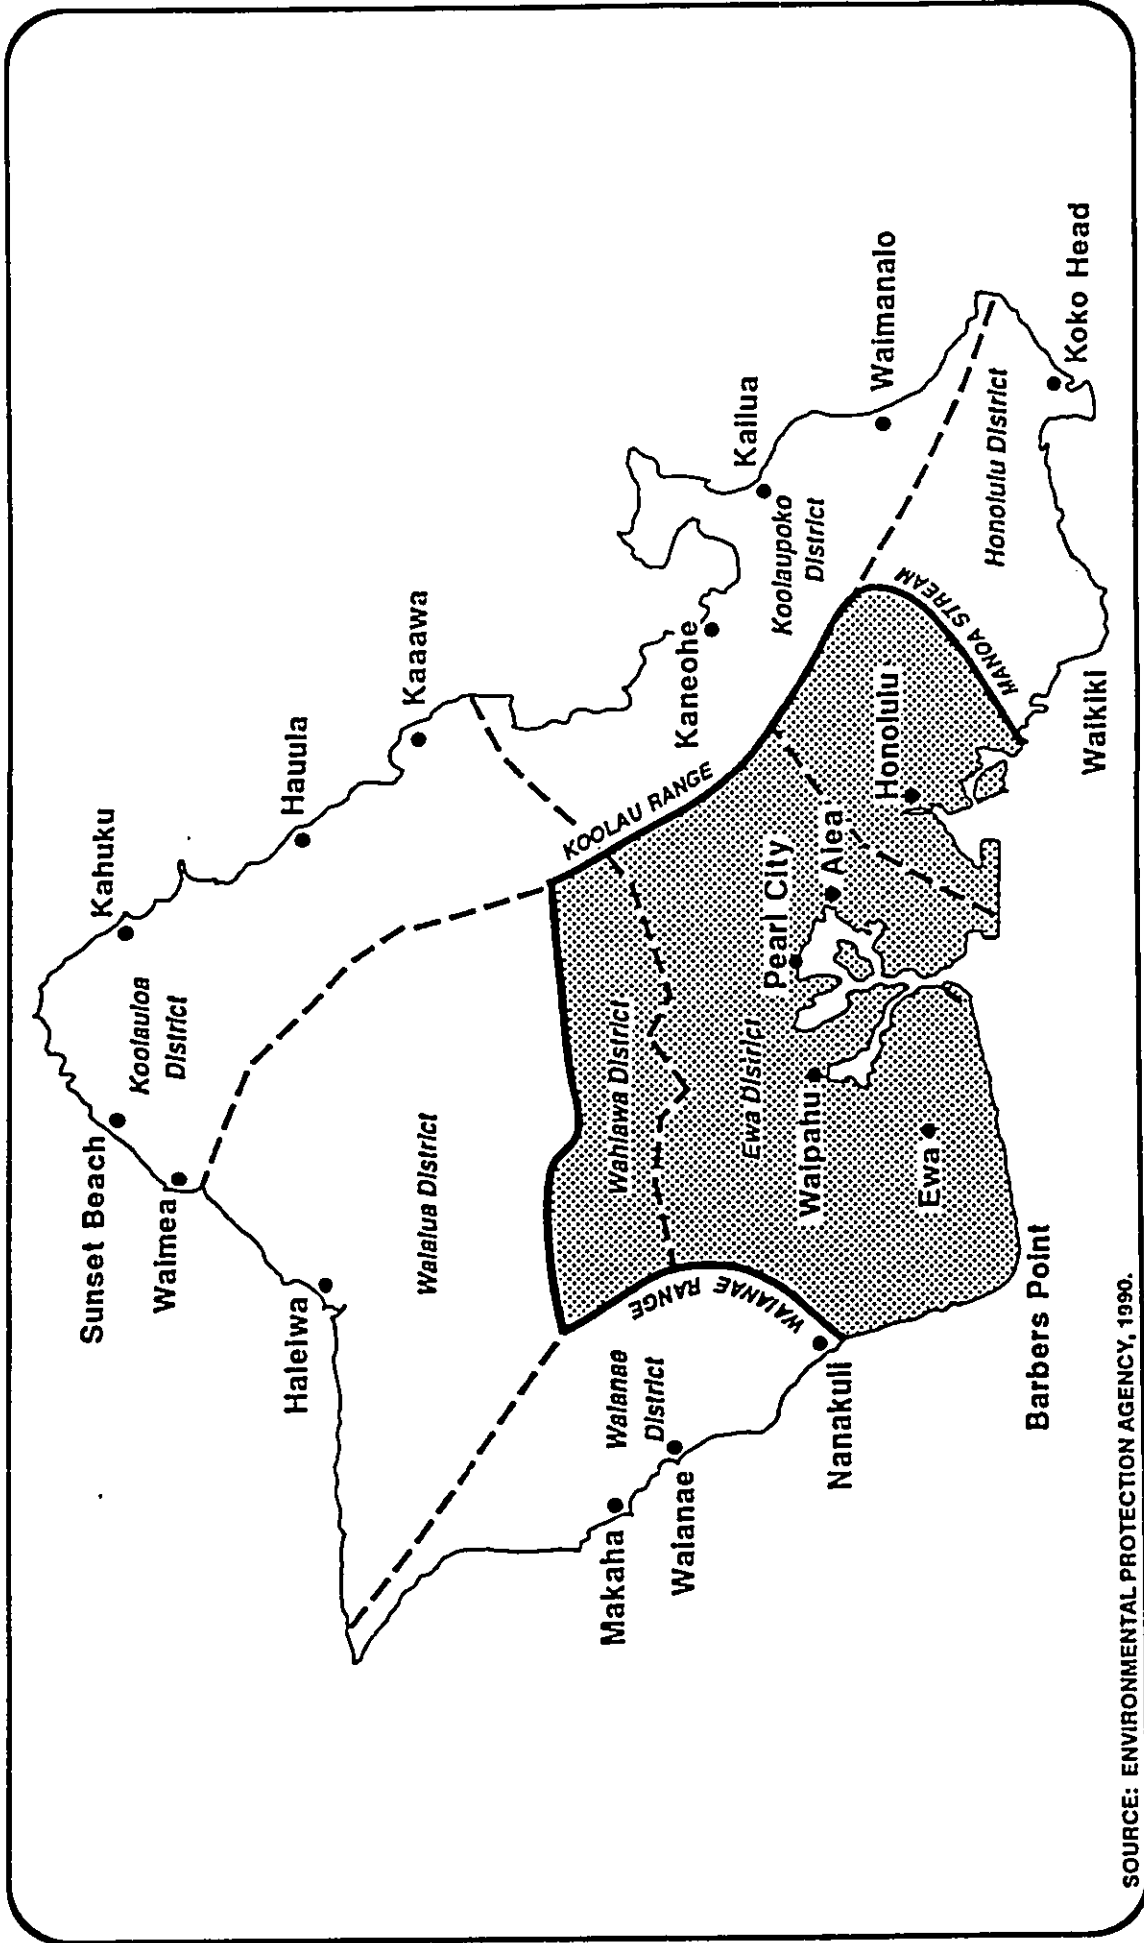 Sunset Beach
Kahuku
Koolauloa
District
Waimea
Hauula
Haleiwa
Kaaawa
Waialua District
KOOLAU RANGE
Kaneohe
Kailua
Koolaupoko
District
Waimanalo
Makaha
Waianae
District
Waianae
WAIANAE RANGE
Wahiawa District
Ewa District
Pearl City
Waipahu
Aiea
Nanakuli
Ewa
Honolulu
MANOA STREAM
Honolulu District
Koko Head
Waikiki
Barbers Point
SOURCE: ENVIRONMENTAL PROTECTION AGENCY, 1990.